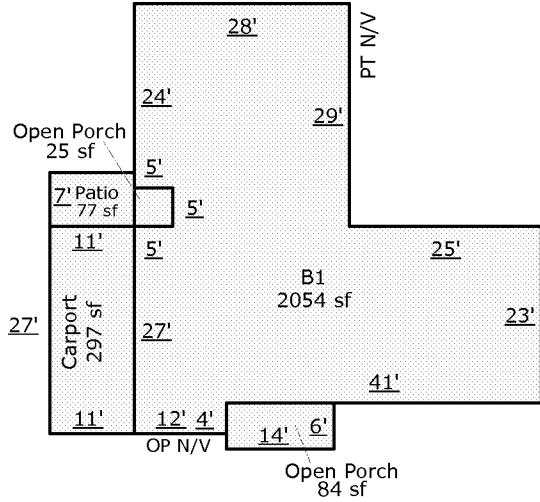 28'
PT N/V
24'
29'
Open Porch
25 sf
5'
7'
Patio
77 sf
5'
11'
5'
25'
B1
2054 sf
Carport
297 sf
27'
27'
23'
41'
11'
12'
4'
14'
6'
OP N/V
Open Porch
84 sf